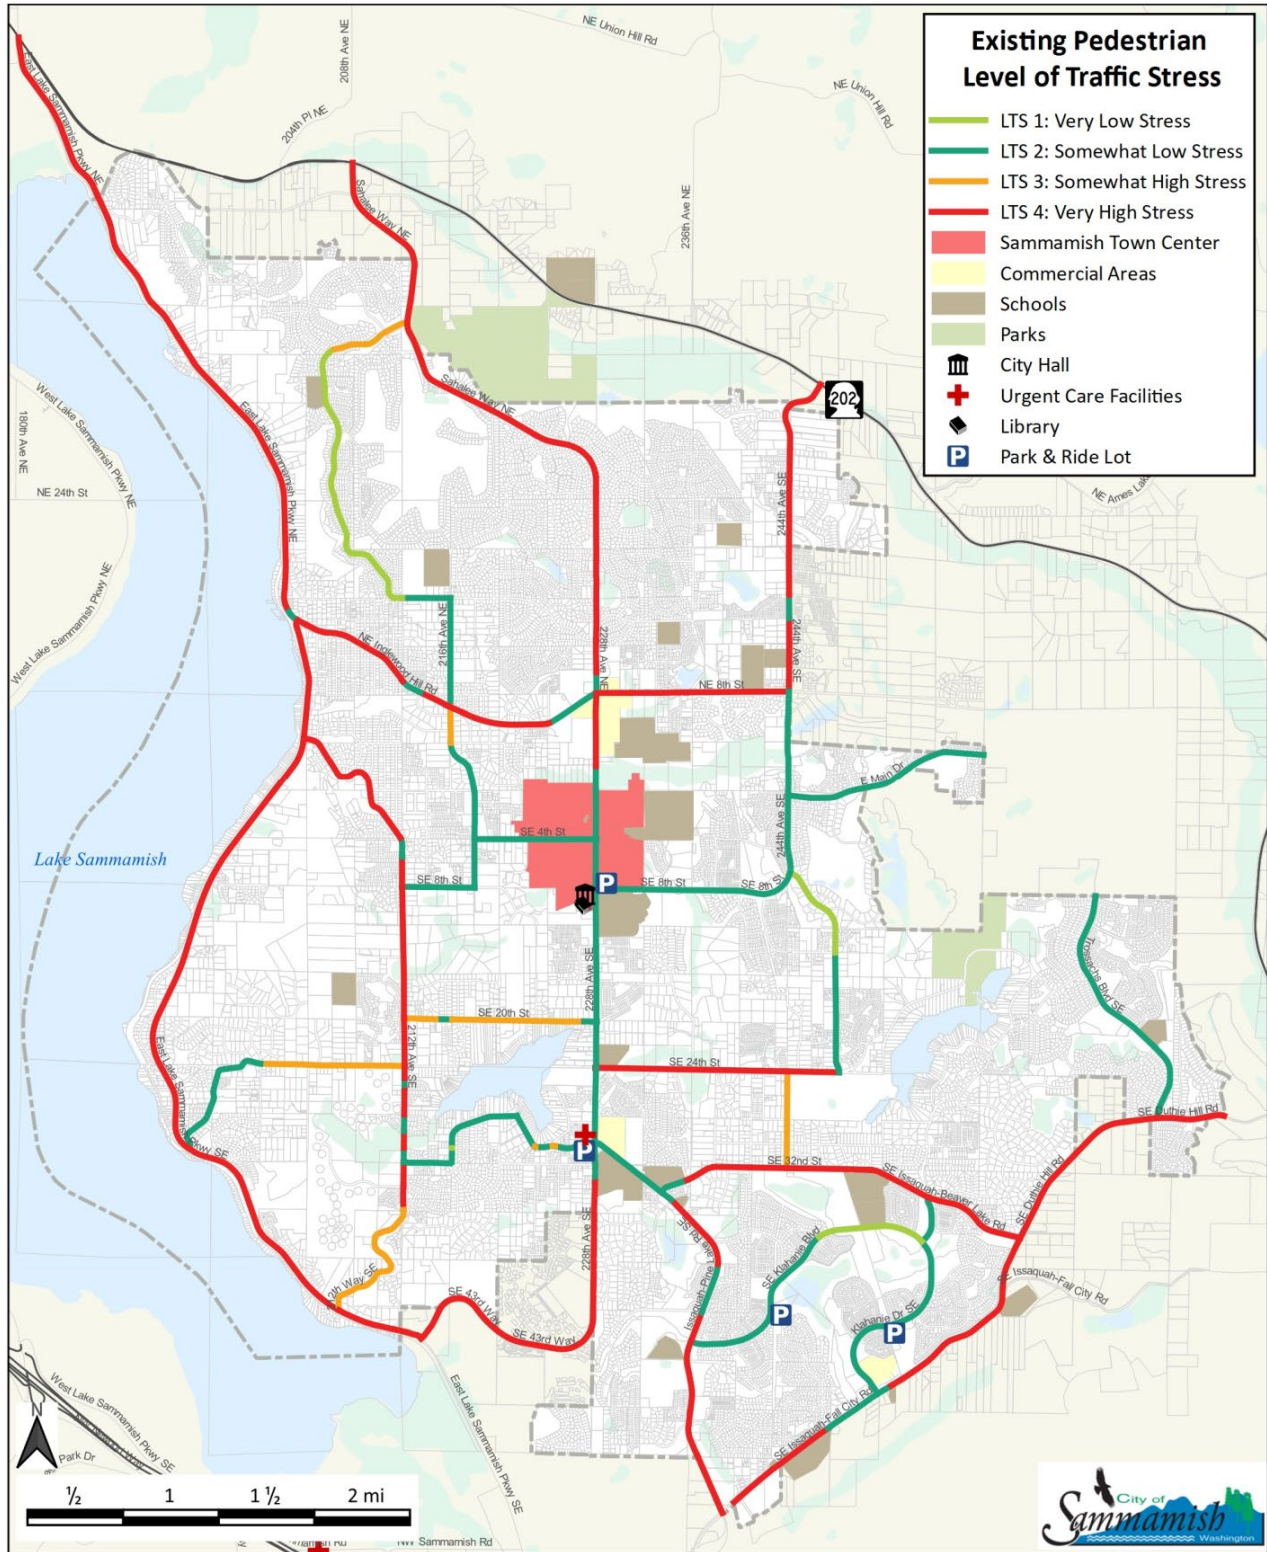 Existing Pedestrian
Level of Traffic Stress
LTS 1: Very Low Stress
LTS 2: Somewhat Low Stress
LTS 3: Somewhat High Stress
LTS 4: Very High Stress
Sammamish Town Center
Commercial Areas
Schools
Parks
City Hall
Urgent Care Facilities
Library
P Park & Ride Lot
NE Union Hill Rd
208th Ave NE
East Lake Sammamish Pkwy NE
204th Pl NE
NE Union Hill Rd
Sahalee Way NE
236th Ave NE
Sahalee Way NE
202
West Lake Sammamish Pkwy NE
180th Ave NE
East Lake Sammamish Pkwy NE
NE 24th St
244th Ave SE
NE Ames Lake
West Lake Sammamish Pkwy NE
216th Ave NE
228th Ave NE
244th Ave SE
NE Inglewood Hill Rd
NE 8th St
E Main Dr
SE 4th St
244th Ave SE
Lake Sammamish
SE 8th St
P
SE 8th St
SE 8th St
228th Ave SE
Trossachs Blvd SE
SE 20th St
212th Ave SE
East Lake Sammamish Pkwy SE
SE 24th St
SE Duthie Hill Rd
P
SE 32nd St
SE Issaquah-Beaver Lake Rd
SE Duthie Hill Rd
228th Ave SE
Issaquah-Pine Lake Rd SE
SE Klahanie Blvd
212th Way SE
SE 43rd Way
SE 43rd Way
P
Klahanie Dr SE
P
SE Issaquah-Fall City Rd
SE Issaquah-Fall City Rd
West Lake Sammamish Pkwy SE
East Lake Sammamish Pkwy SE
N
Park Dr
½ 1 1 ½ 2 mi
NW Sammamish Rd
City of
Sammamish
Washington